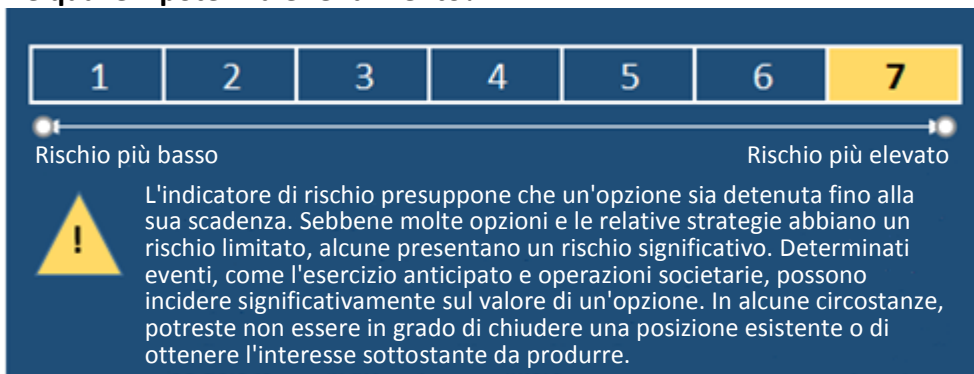 1 2 3 4 5 6 7
Rischio più basso Rischio più elevato
L'indicatore di rischio presuppone che un'opzione sia detenuta fino alla
sua scadenza. Sebbene molte opzioni e le relative strategie abbiano un
rischio limitato, alcune presentano un rischio significativo. Determinati
eventi, come l'esercizio anticipato e operazioni societarie, possono
incidere significativamente sul valore di un'opzione. In alcune circostanze,
potreste non essere in grado di chiudere una posizione esistente o di
ottenere l'interesse sottostante da produrre.
!